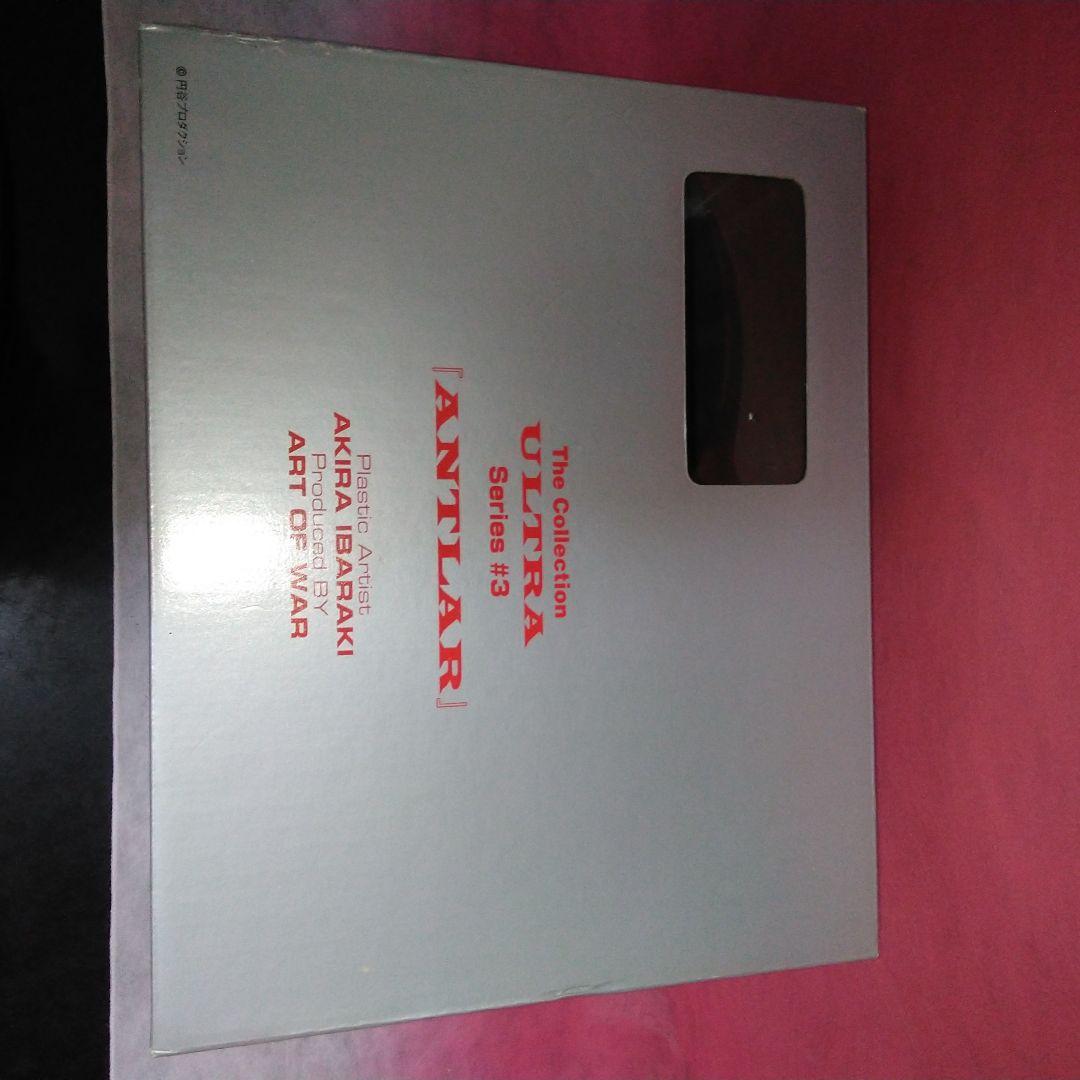 The Collection
ULTRA
Series #3
『ANTLAR』
Plastic Artist
AKIRA IBARAKI
Produced BY
ART OF WAR
© 円谷プロダクション